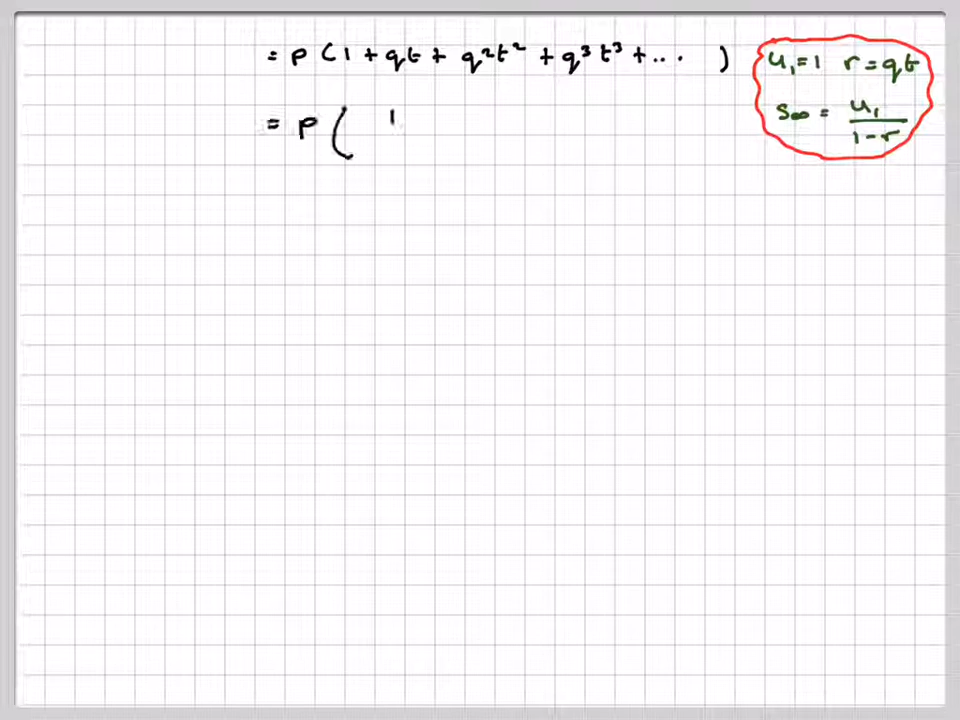 = p (1 + qt + q²t² + q³t³ + ... )
u₁=1 r=qt
= p ( 1
S∞ = u₁/1-r